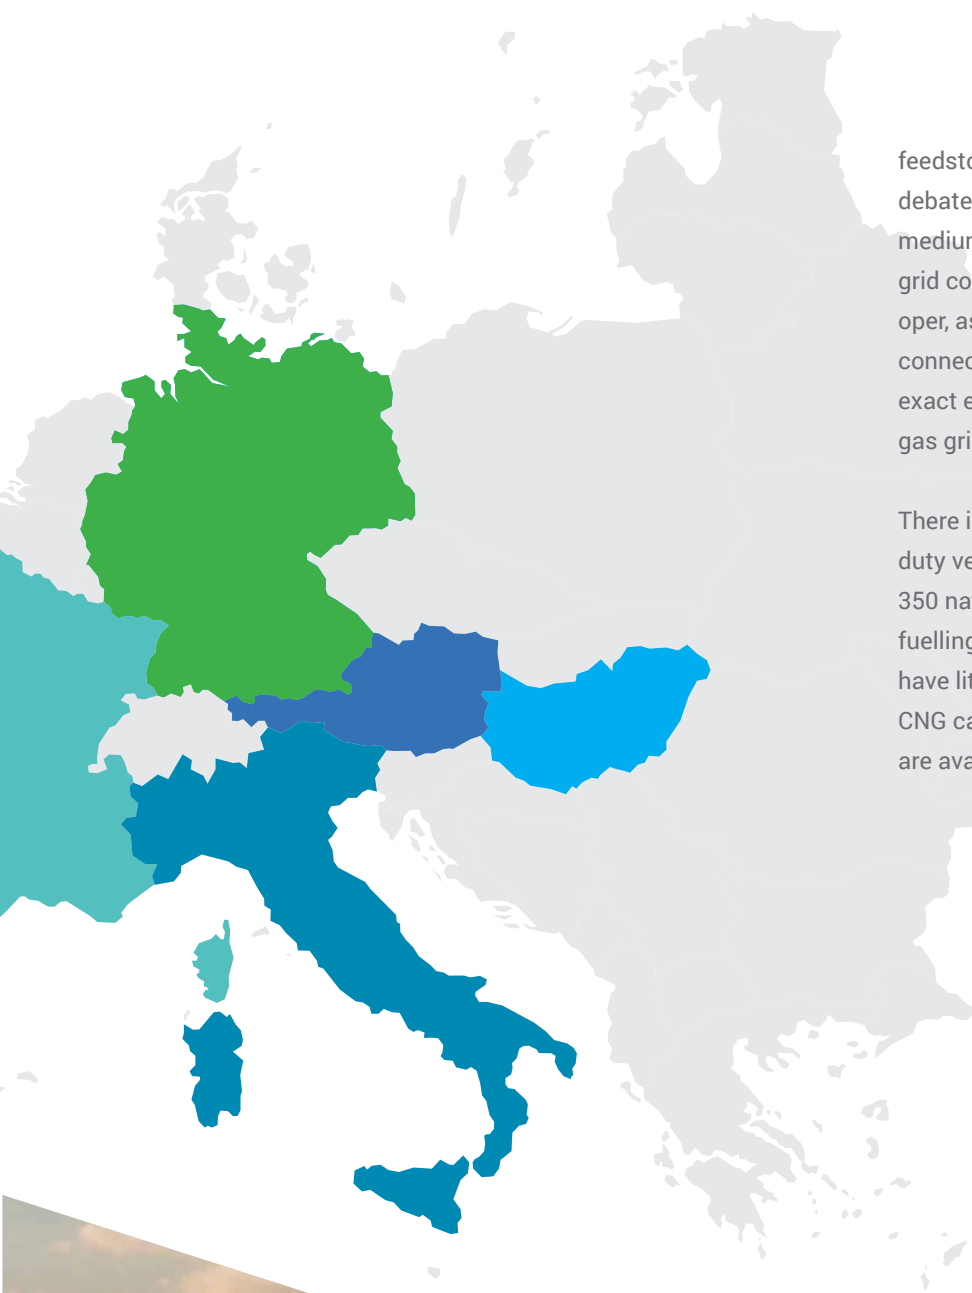 feedsto
debate
medium
grid co
oper, as
connec
exact e
gas gri
There i
duty ve
350 na
fuelling
have lit
CNG ca
are ava